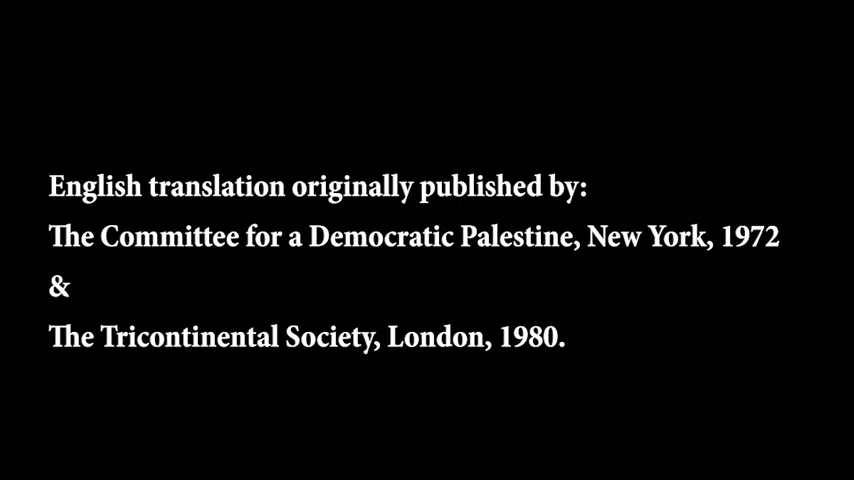 English translation originally published by:
The Committee for a Democratic Palestine, New York, 1972
&
The Tricontinental Society, London, 1980.